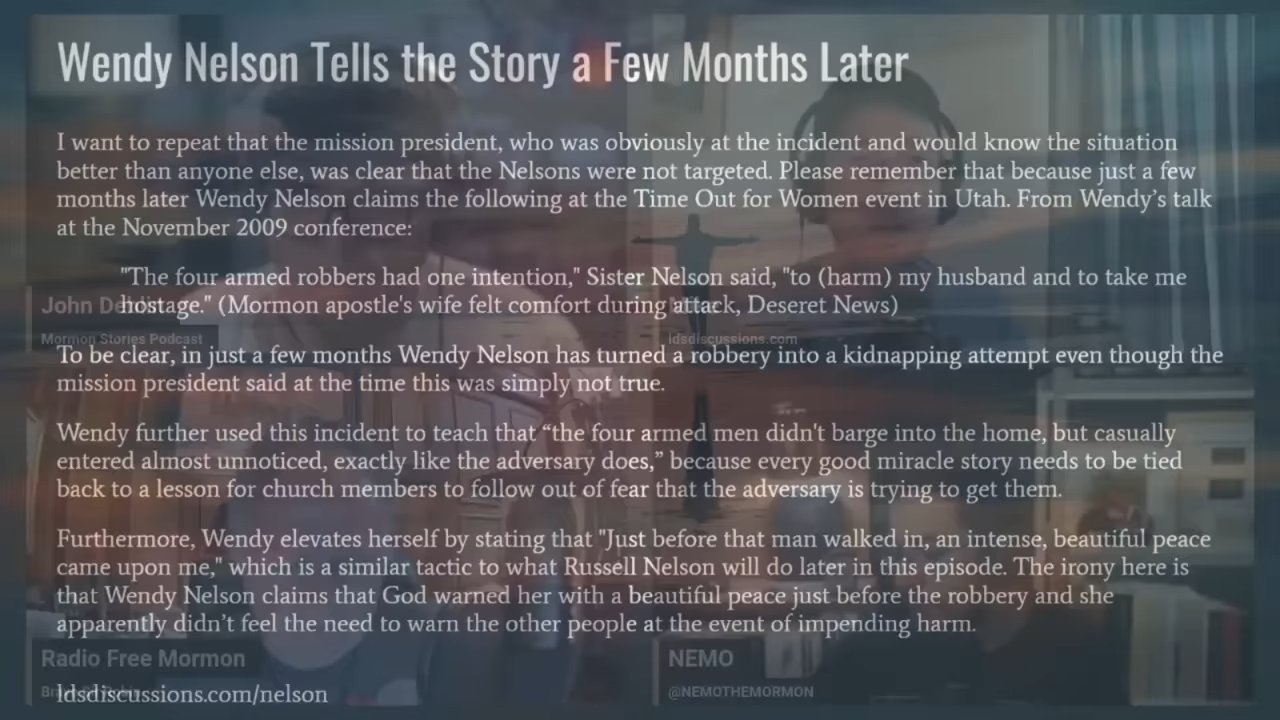 Wendy Nelson Tells the Story a Few Months Later
I want to repeat that the mission president, who was obviously at the incident and would know the situation
better than anyone else, was clear that the Nelsons were not targeted. Please remember that because just a few
months later Wendy Nelson claims the following at the Time Out for Women event in Utah. From Wendy’s talk
at the November 2009 conference:
"The four armed robbers had one intention," Sister Nelson said, "to (harm) my husband and to take me
hostage." (Mormon apostle's wife felt comfort during attack, Deseret News)
John
Mormon Stories Podcast
ldsdiscussions.com
To be clear, in just a few months Wendy Nelson has turned a robbery into a kidnapping attempt even though the
mission president said at the time this was simply not true.
Wendy further used this incident to teach that “the four armed men didn't barge into the home, but casually
entered almost unnoticed, exactly like the adversary does,” because every good miracle story needs to be tied
back to a lesson for church members to follow out of fear that the adversary is trying to get them.
Furthermore, Wendy elevates herself by stating that "Just before that man walked in, an intense, beautiful peace
came upon me," which is a similar tactic to what Russell Nelson will do later in this episode. The irony here is
that Wendy Nelson claims that God warned her with a beautiful peace just before the robbery and she
apparently didn’t feel the need to warn the other people at the event of impending harm.
Radio Free Mormon
NEMO
@NEMOTHEMORMON
ldsdiscussions.com/nelson